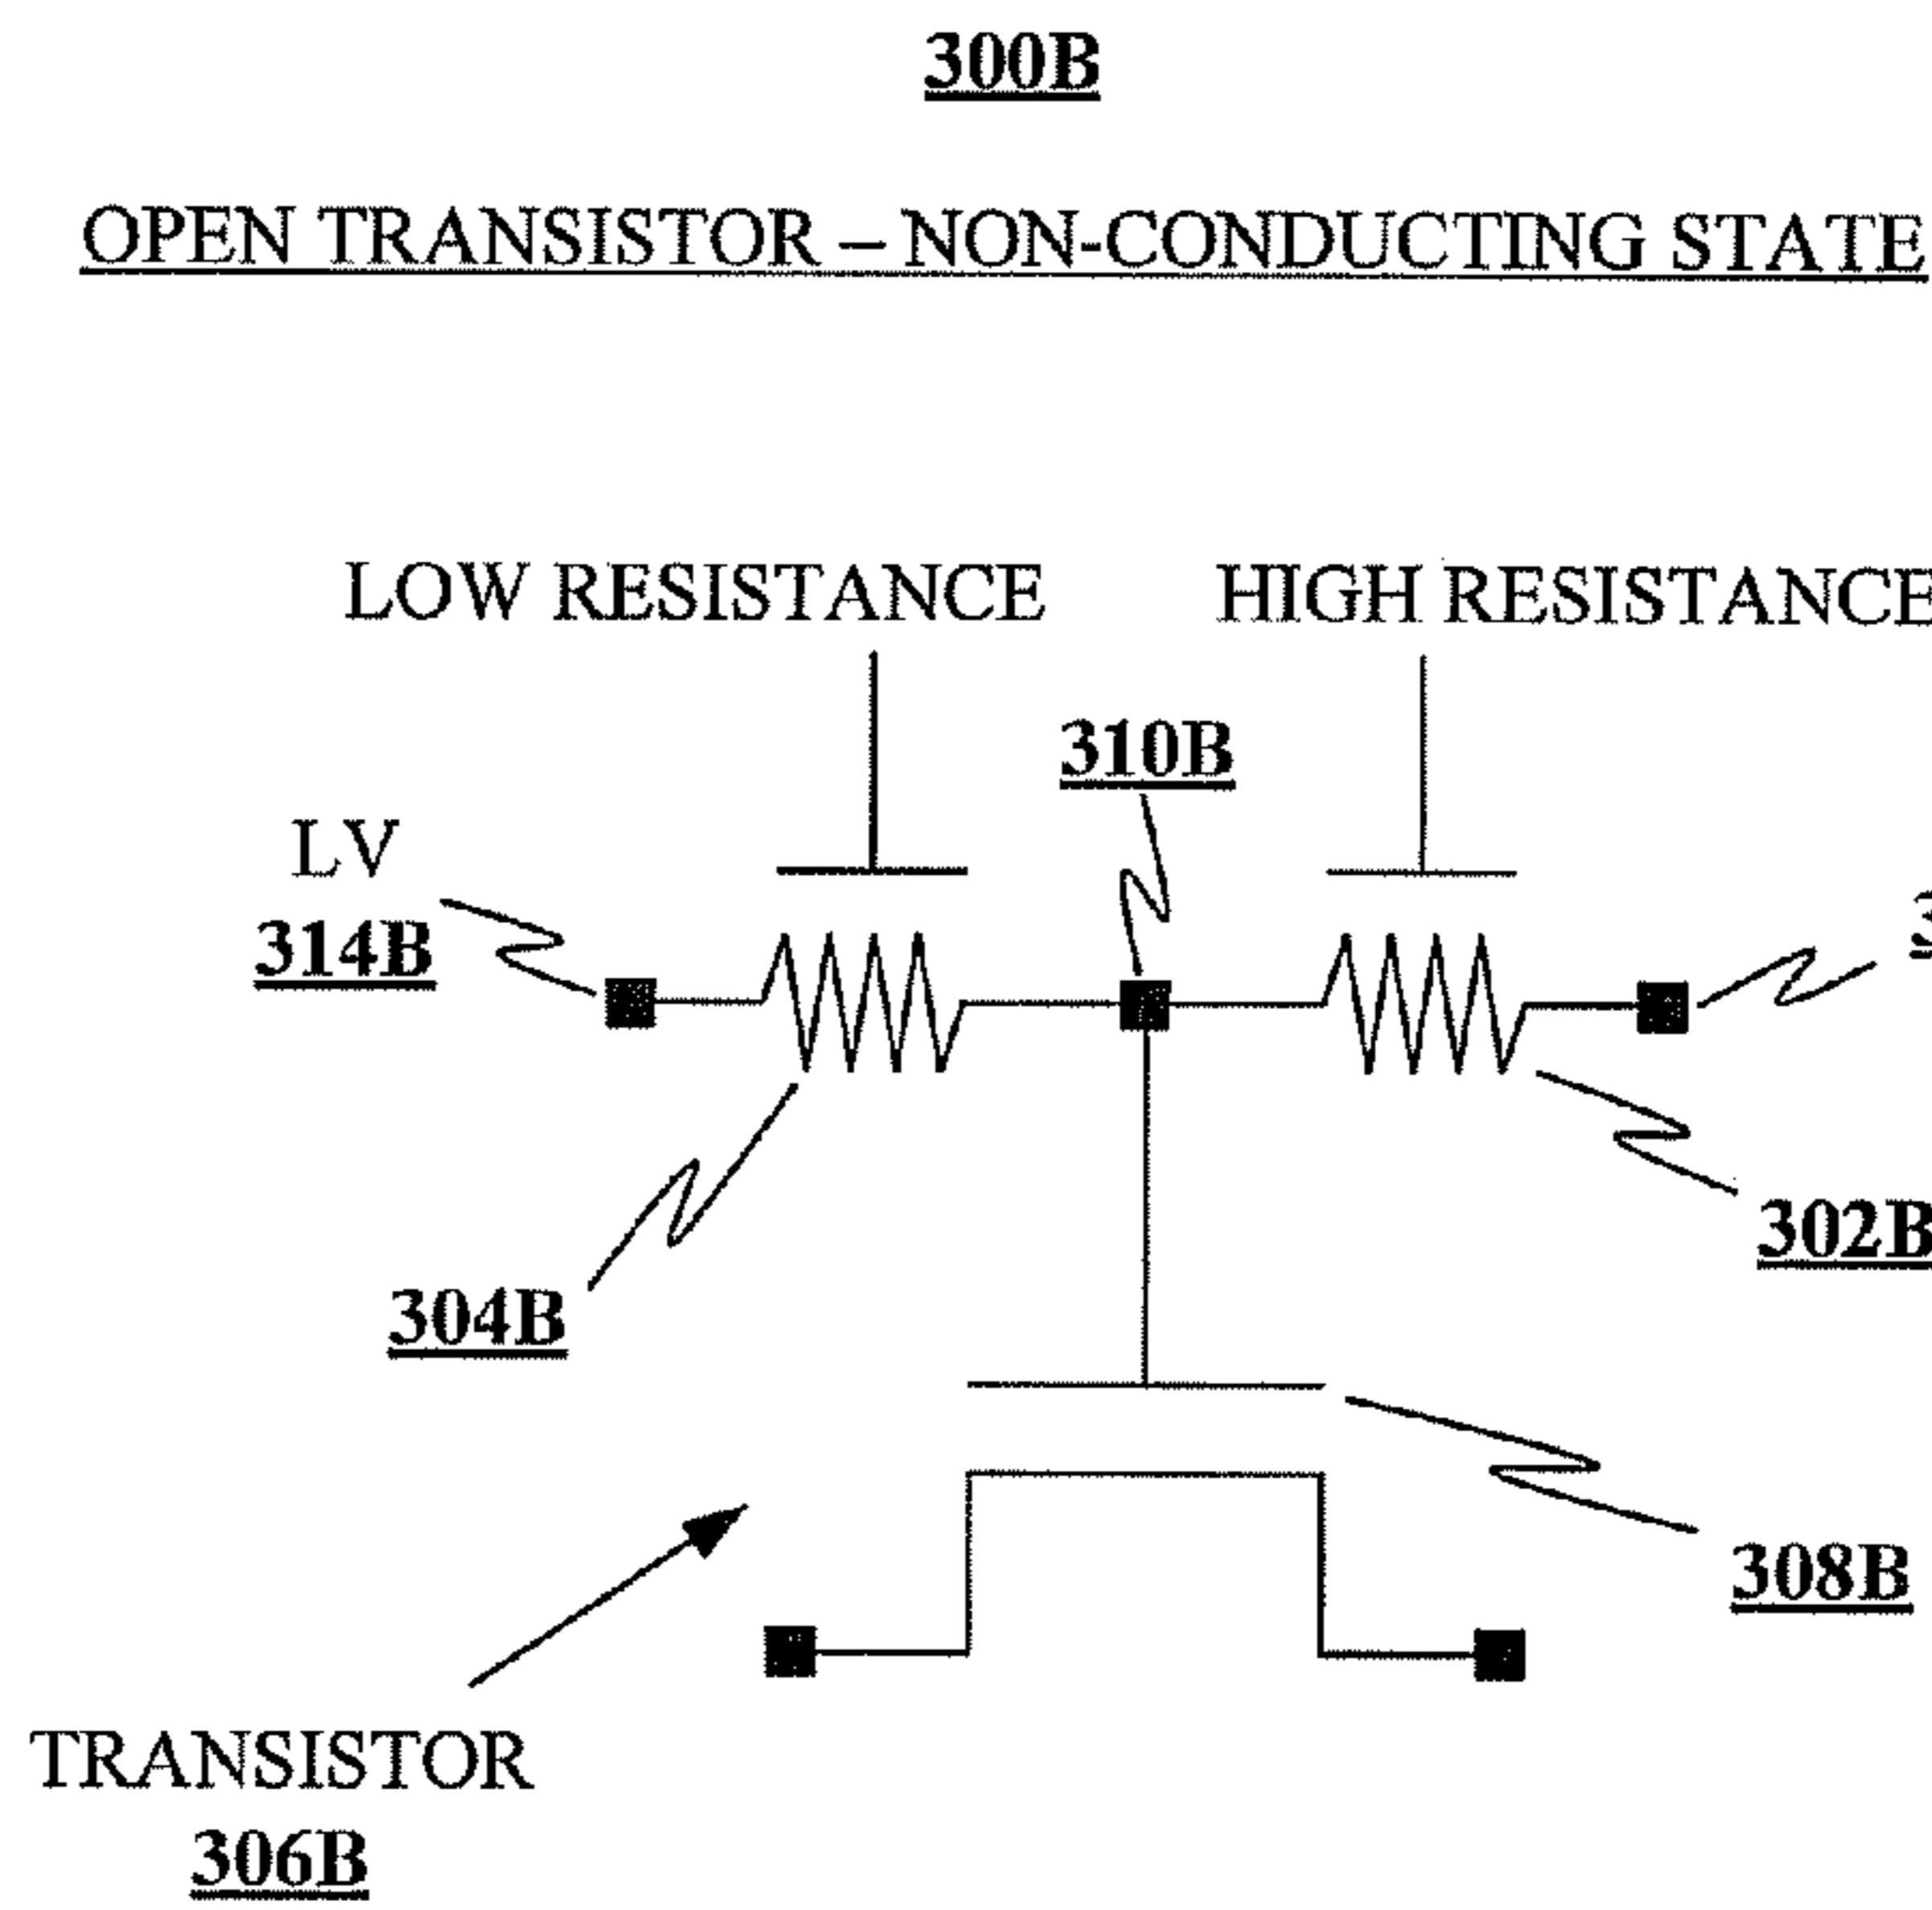 300B
OPEN TRANSISTOR – NON-CONDUCTING STATE
LOW RESISTANCE
HIGH RESISTANCE
310B
LV
314B
302B
304B
308B
TRANSISTOR
306B